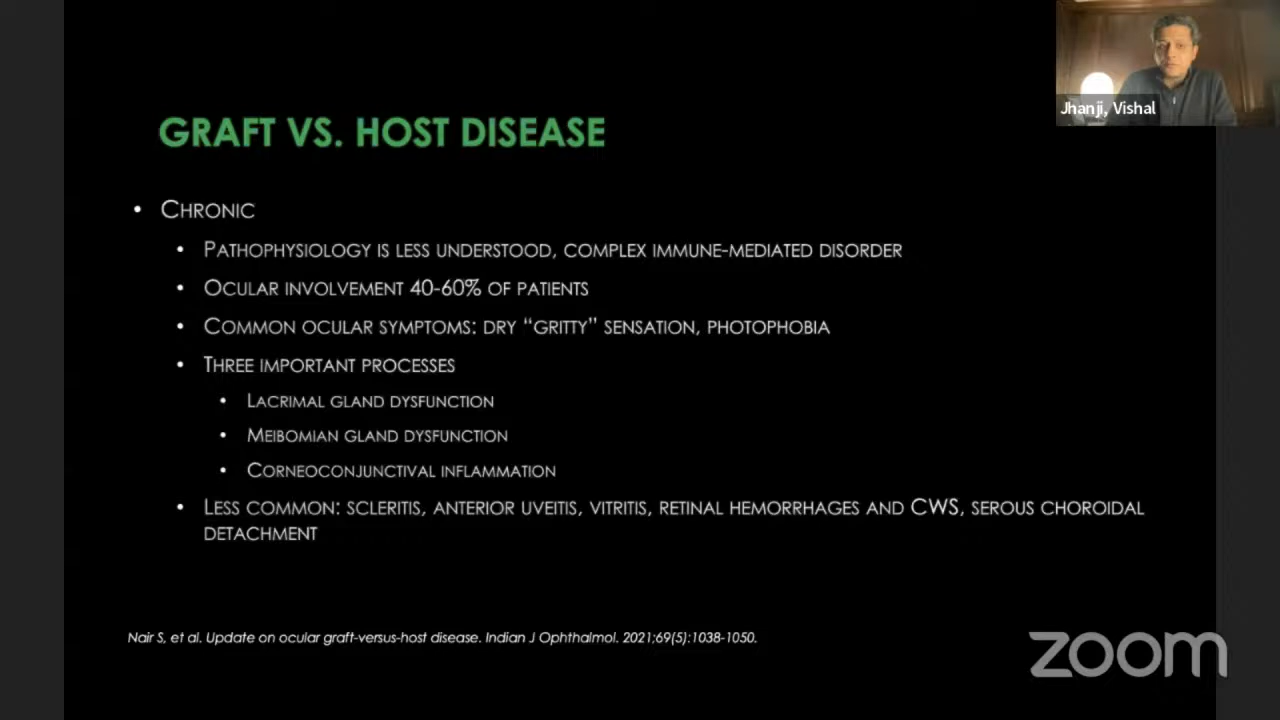 Jhanji, Vishal
GRAFT VS. HOST DISEASE
• CHRONIC
• PATHOPHYSIOLOGY IS LESS UNDERSTOOD, COMPLEX IMMUNE-MEDIATED DISORDER
• OCULAR INVOLVEMENT 40-60% OF PATIENTS
• COMMON OCULAR SYMPTOMS: DRY “GRITTY” SENSATION, PHOTOPHOBIA
• THREE IMPORTANT PROCESSES
• LACRIMAL GLAND DYSFUNCTION
• MEIBOMIAN GLAND DYSFUNCTION
• CORNEOCONJUNCTIVAL INFLAMMATION
• LESS COMMON: SCLERITIS, ANTERIOR UVEITIS, VITRITIS, RETINAL HEMORRHAGES AND CWS, SEROUS CHOROIDAL
DETACHMENT
Nair S, et al. Update on ocular graft-versus-host disease. Indian J Ophthalmol. 2021;69(5):1038-1050.
zoom